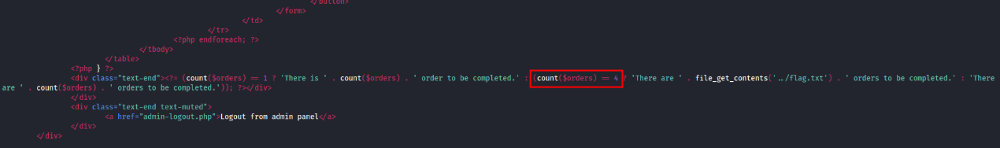 </button>
</form>
</td>
</tr>
<?php endforeach; ?>
</tbody>
</table>
<?php } ?>
<div class="text-end"><?= (count($orders) == 1 ? 'There is ' . count($orders) . ' order to be completed.' : (count($orders) == 4 ? 'There are ' . file_get_contents('../flag.txt') . ' orders to be completed.' : 'There
are ' . count($orders) . ' orders to be completed.')); ?></div>
</div>
<div class="text-end text-muted">
<a href="admin-logout.php">Logout from admin panel</a>
</div>
</div>